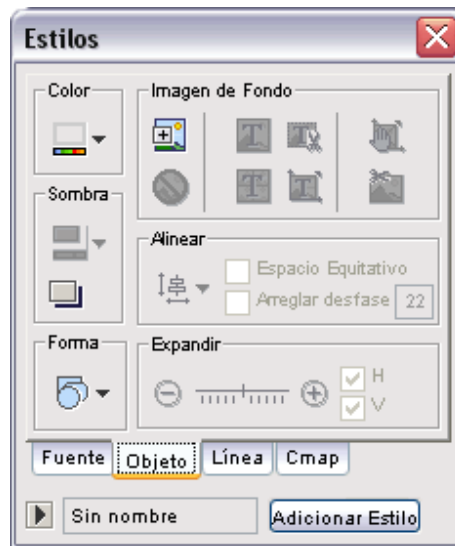 Estilos
Color
Imagen de Fondo
Sombra
Alinear
Espacio Equitativo
Arreglar desfase 22
Forma
Expandir
H
V
Fuente Objeto Línea Cmap
Sin nombre Adicionar Estilo